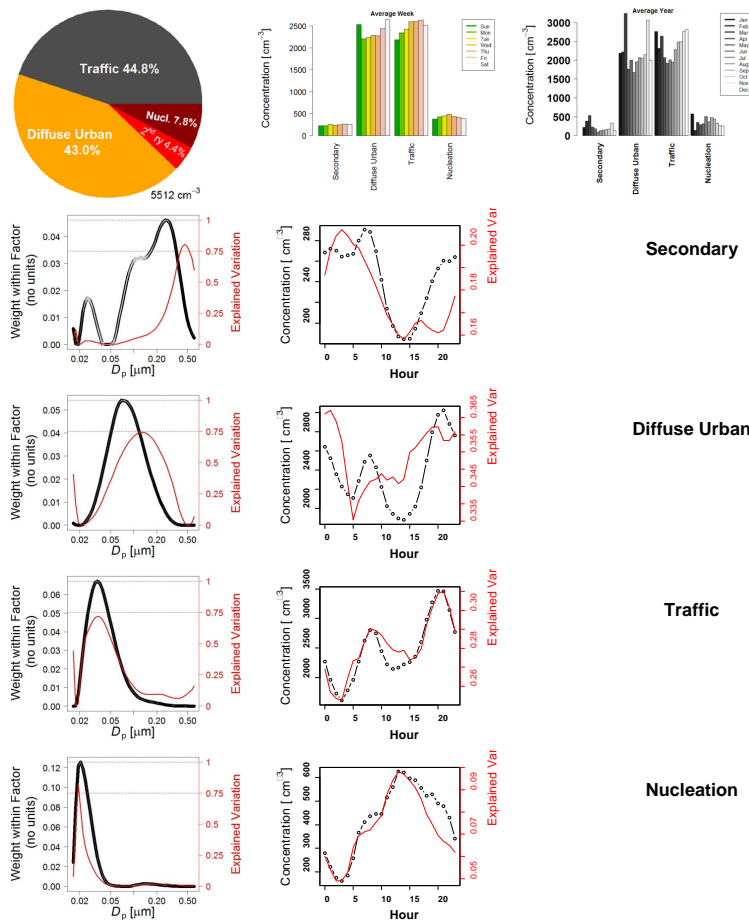 Traffic 44.8%
Nucl. 7.8%
2nd ry 4.4%
Diffuse Urban
43.0%
5512 cm−3
Average Week
Concentration [ cm−3]
2500
2000
1500
1000
500
0
Sun
Mon
Tue
Wed
Thu
Fri
Sat
Secondary
Diffuse Urban
Traffic
Nucleation
Average Year
Concentration [ cm−3]
3000
2500
2000
1500
1000
500
0
Jan
Feb
Mar
Apr
May
Jun
Jul
Aug
Sep
Oct
Nov
Dec
Secondary
Diffuse Urban
Traffic
Nucleation
Weight within Factor
(no units)
0.04
0.03
0.02
0.01
0.00
1
0.75
0.5
0.25
0
Explained Variation
0.02 0.05 0.20 0.50
Dp [μm]
Concentration [ cm□3]
280
260
240
200
0.20
0.18
0.16
Explained Var
0 5 10 15 20
Hour
Secondary
Weight within Factor
(no units)
0.05
0.04
0.03
0.02
0.01
0.00
1
0.75
0.5
0.25
0
Explained Variation
0.02 0.05 0.20 0.50
Dp [μm]
Concentration [ cm□3]
2800
2400
2000
0.365
0.355
0.345
0.335
Explained Var
0 5 10 15 20
Hour
Diffuse Urban
Weight within Factor
(no units)
0.06
0.05
0.04
0.03
0.02
0.01
0.00
1
0.75
0.5
0.25
0
Explained Variation
0.02 0.05 0.20 0.50
Dp [μm]
Concentration [ cm□3]
3500
3000
2500
2000
0.30
0.28
0.26
Explained Var
0 5 10 15 20
Hour
Traffic
Weight within Factor
(no units)
0.12
0.10
0.08
0.06
0.04
0.02
0.00
1
0.75
0.5
0.25
0
Explained Variation
0.02 0.05 0.20 0.50
Dp [μm]
Concentration [ cm□3]
600
500
400
300
200
0.09
0.07
0.05
Explained Var
0 5 10 15 20
Hour
Nucleation